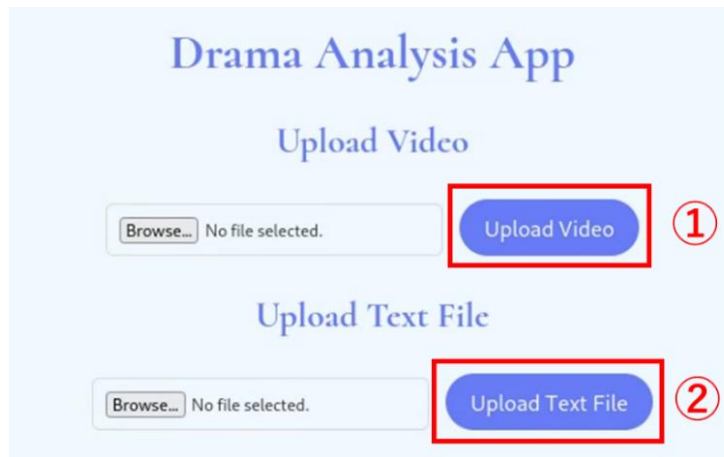 Drama Analysis App
Upload Video
Browse... No file selected. Upload Video ①
Upload Text File
Browse... No file selected. Upload Text File ②